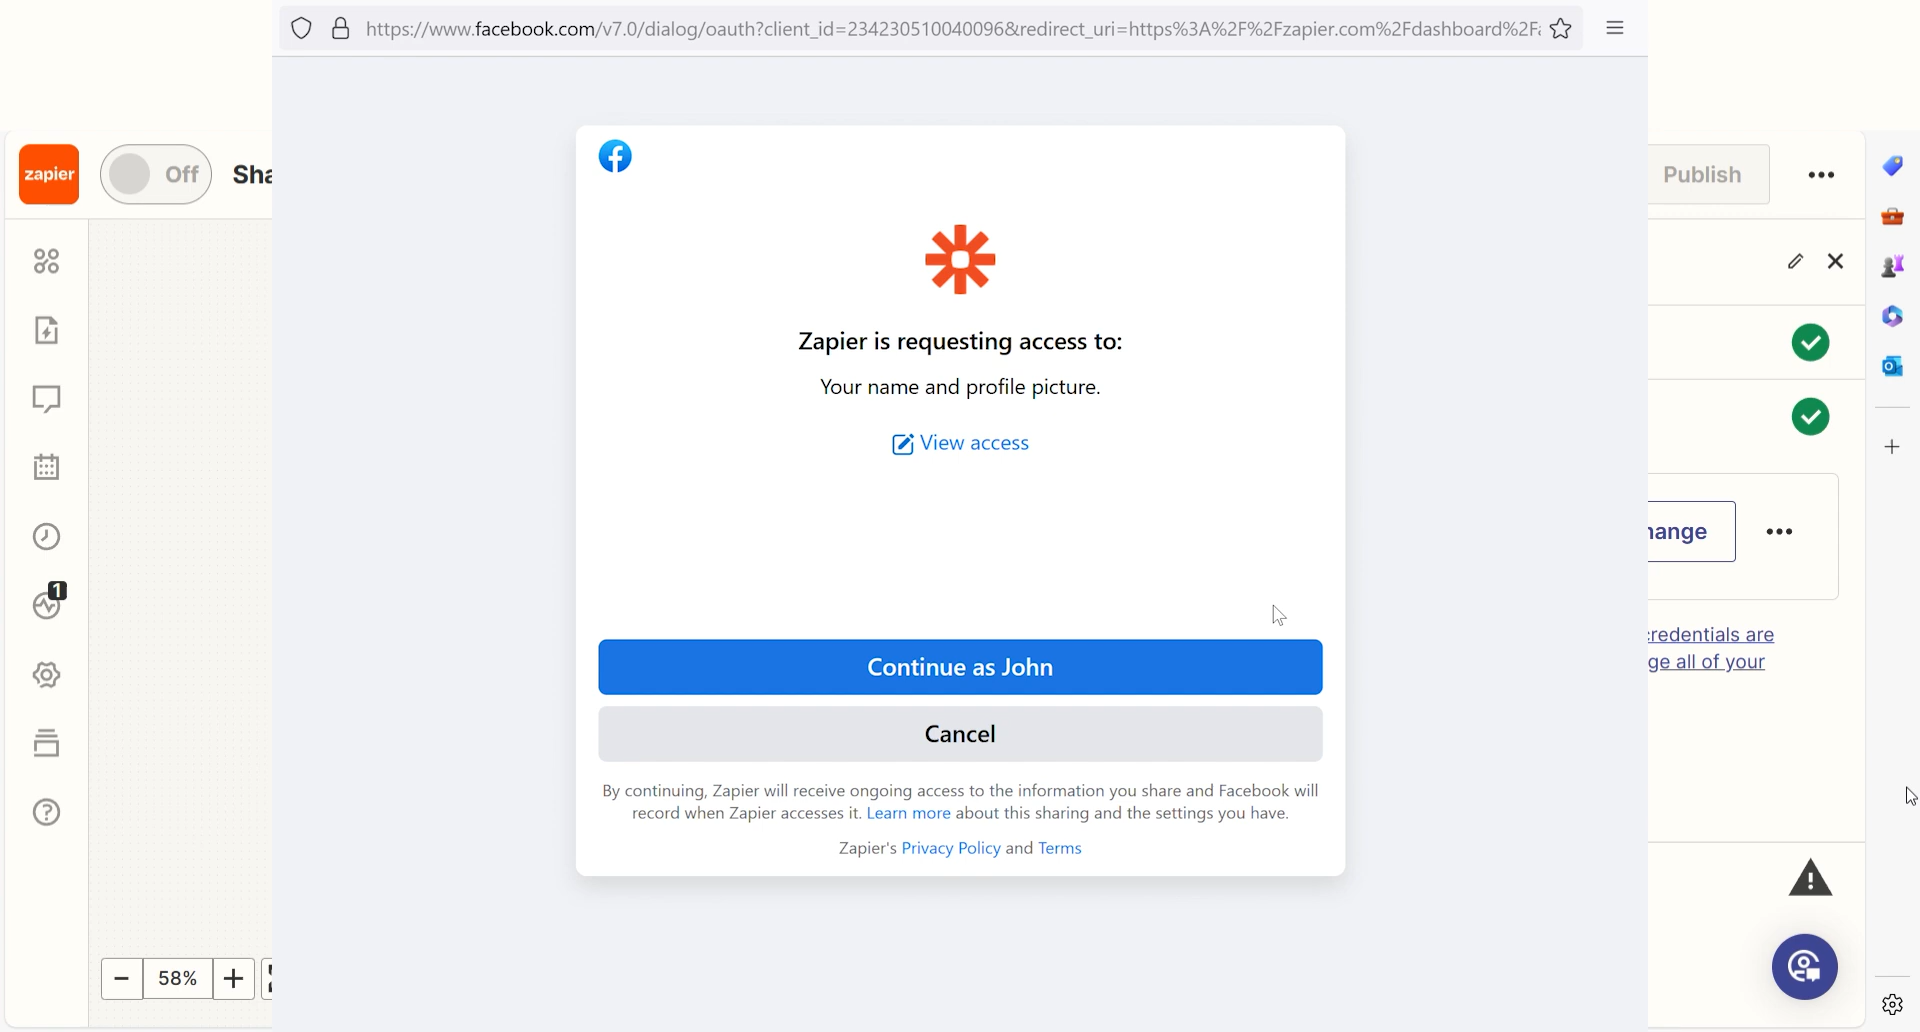 https://www.facebook.com/v7.0/dialog/oauth?client_id=234230510040096&redirect_uri=https%3A%2F%2Fzapier.com%2Fdashboard%2F
zapier
Off
Sha
Publish
Zapier is requesting access to:
Your name and profile picture.
View access
hange
1
redentials are
ge all of your
Continue as John
Cancel
By continuing, Zapier will receive ongoing access to the information you share and Facebook will
record when Zapier accesses it. Learn more about this sharing and the settings you have.
Zapier's Privacy Policy and Terms
58%